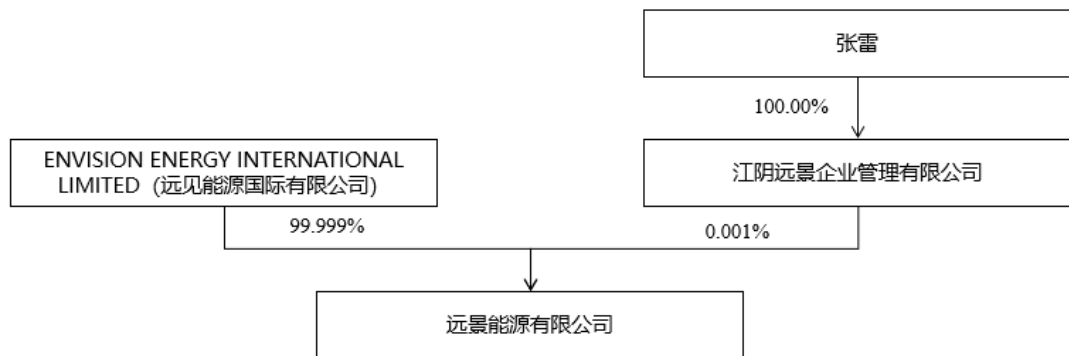 张雷
100.00%
ENVISION ENERGY INTERNATIONAL
LIMITED（远见能源国际有限公司）
江阴远景企业管理有限公司
99.999%
0.001%
远景能源有限公司